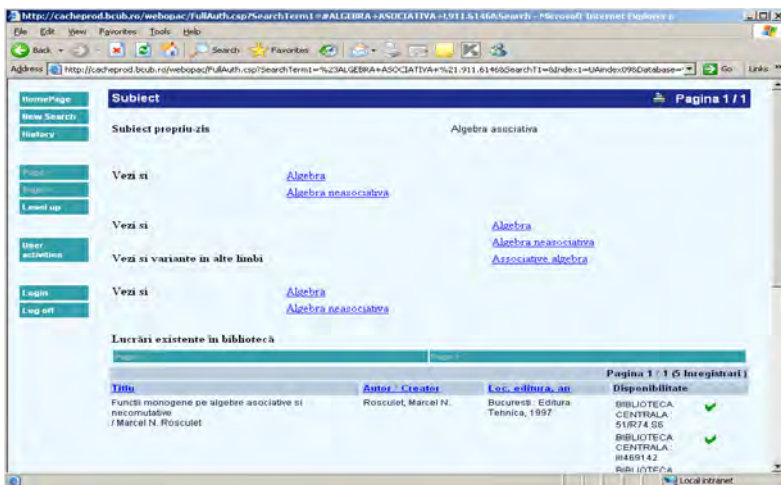 http://cacheprod.bcub.ro/webopac/FullAuth.csp?SearchTerm1=#ALGEBRA+ASOCIATIVA+!.911.6146&Search - Microsoft Internet Explorer p
File Edit View Favorites Tools Help
Back Search Favorites
Address http://cacheprod.bcub.ro/webopac/FullAuth.csp?SearchTerm1=%23ALGEBRA+ASOCIATIVA+%21.911.6146&SearchT1=&Index1=UAindex09&Database= Go Links
HomePage
New Search
History
Level up
User activities
Login
Log off
Subiect Pagina 1 / 1
Subiect propriu-zis Algebra asociativa
Vezi si Algebra
Algebra neasociativa
Vezi si Algebra
Algebra neasociativa
Vezi si variante in alte limbi Associative algebra
Vezi si Algebra
Algebra neasociativa
Lucrări existente în bibliotecă
Pagina 1 / 1 (5 Inregistrari )
Titlu Autor / Creator Loc, editura, an Disponibilitate
Functii monogene pe algebre asociative si necomutative
/ Marcel N. Rosculet
Rosculet, Marcel N.
Bucuresti : Editura Tehnica, 1997
BIBLIOTECA CENTRALA :
51/R74 S6
BIBLIOTECA CENTRALA :
III469142
BIBLIOTECA
Local intranet